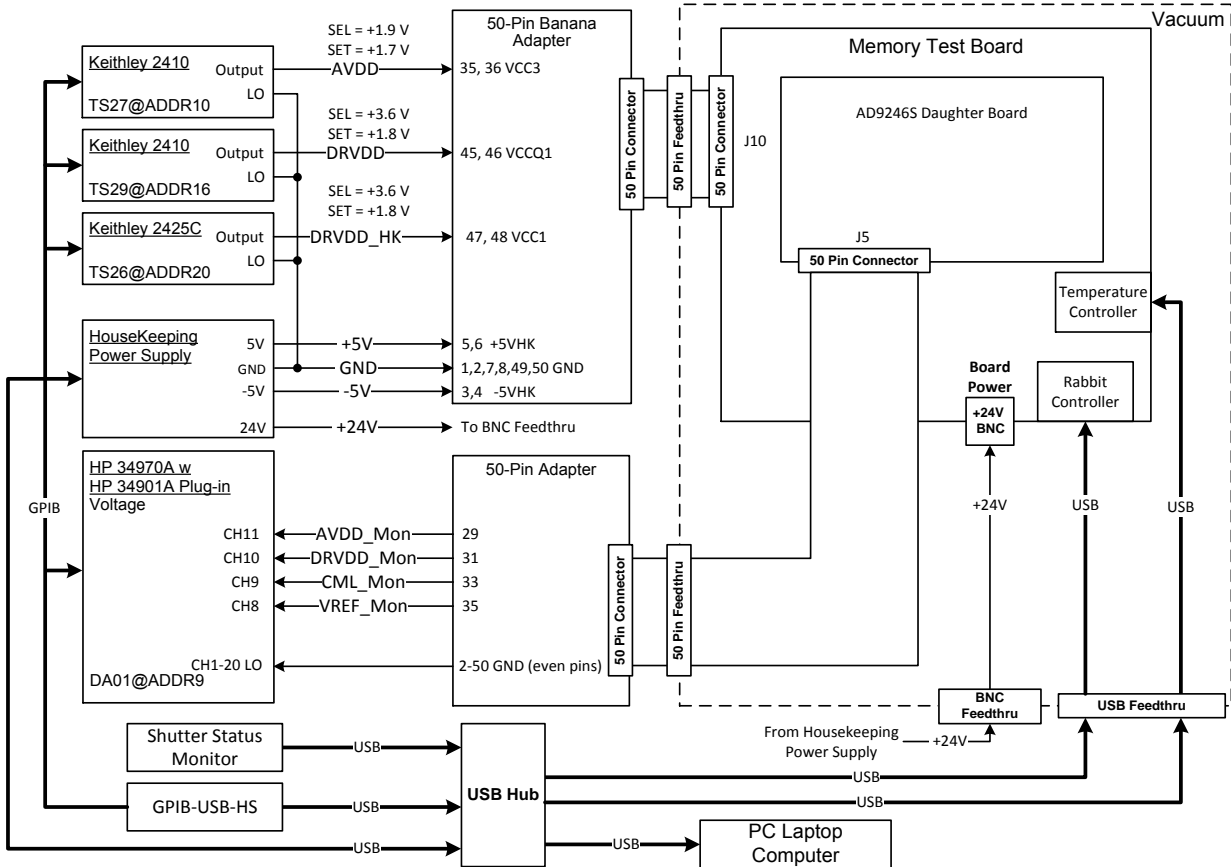 Vacuum
50-Pin Banana
Adapter
SEL = +1.9 V
SET = +1.7 V
Keithley 2410
Output
AVDD
35, 36 VCC3
LO
TS27@ADDR10
Memory Test Board
AD9246S Daughter Board
J10
50 Pin Connector
50 Pin Feedthru
50 Pin Connector
SEL = +3.6 V
SET = +1.8 V
Keithley 2410
Output
DRVDD
45, 46 VCCQ1
LO
TS29@ADDR16
SEL = +3.6 V
SET = +1.8 V
Keithley 2425C
Output
DRVDD_HK
47, 48 VCC1
LO
TS26@ADDR20
J5
50 Pin Connector
Temperature
Controller
HouseKeeping
Power Supply
5V
+5V
5,6 +5VHK
GND
GND
1,2,7,8,49,50 GND
-5V
-5V
3,4 -5VHK
24V
+24V
To BNC Feedthru
Board
Power
+24V
BNC
Rabbit
Controller
GPIB
HP 34970A w
HP 34901A Plug-in
Voltage
50-Pin Adapter
CH11
AVDD_Mon
29
CH10
DRVDD_Mon
31
CH9
CML_Mon
33
CH8
VREF_Mon
35
CH1-20 LO
2-50 GND (even pins)
DA01@ADDR9
50 Pin Connector
50 Pin Feedthru
+24V
USB
USB
BNC
Feedthru
USB Feedthru
From Housekeeping
Power Supply
+24V
Shutter Status
Monitor
USB
GPIB-USB-HS
USB
USB
USB Hub
USB
USB
USB
PC Laptop
Computer